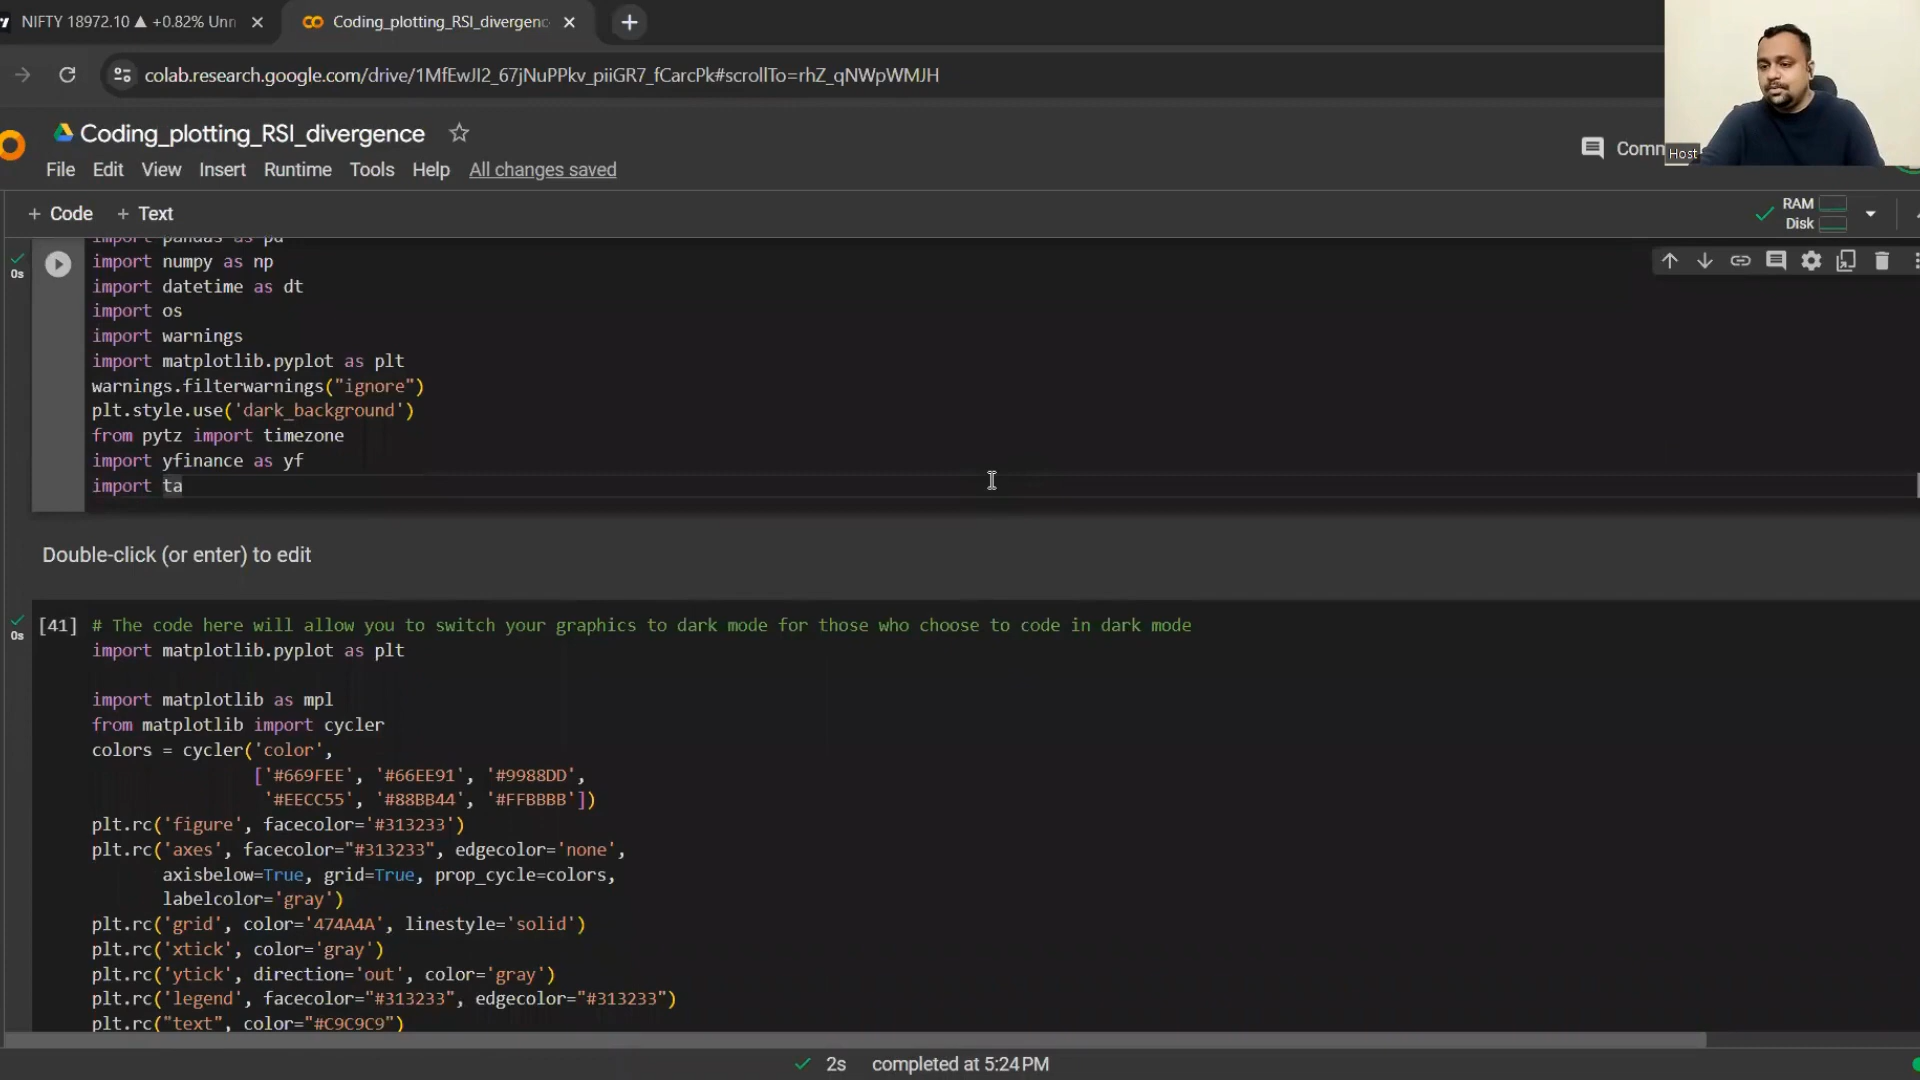 NIFTY 18972.10 ▲ +0.82% Unn
Coding_plotting_RSI_divergenc
colab.research.google.com/drive/1MfEwJI2_67jNuPPkv_piiGR7_fCarcPk#scrollTo=rhZ_qNWpWMJH
Coding_plotting_RSI_divergence
Comm
Host
File Edit View Insert Runtime Tools Help All changes saved
+ Code + Text
RAM
Disk
import pandas as pd
0s
import numpy as np
import datetime as dt
import os
import warnings
import matplotlib.pyplot as plt
warnings.filterwarnings("ignore")
plt.style.use('dark_background')
from pytz import timezone
import yfinance as yf
import ta
Double-click (or enter) to edit
0s
[41] # The code here will allow you to switch your graphics to dark mode for those who choose to code in dark mode
import matplotlib.pyplot as plt
import matplotlib as mpl
from matplotlib import cycler
colors = cycler('color',
['#669FEE', '#66EE91', '#9988DD',
'#EECC55', '#88BB44', '#FFBBBB'])
plt.rc('figure', facecolor='#313233')
plt.rc('axes', facecolor="#313233", edgecolor='none',
axisbelow=True, grid=True, prop_cycle=colors,
labelcolor='gray')
plt.rc('grid', color='474A4A', linestyle='solid')
plt.rc('xtick', color='gray')
plt.rc('ytick', direction='out', color='gray')
plt.rc('legend', facecolor="#313233", edgecolor="#313233")
plt.rc("text", color="#C9C9C9")
2s completed at 5:24 PM